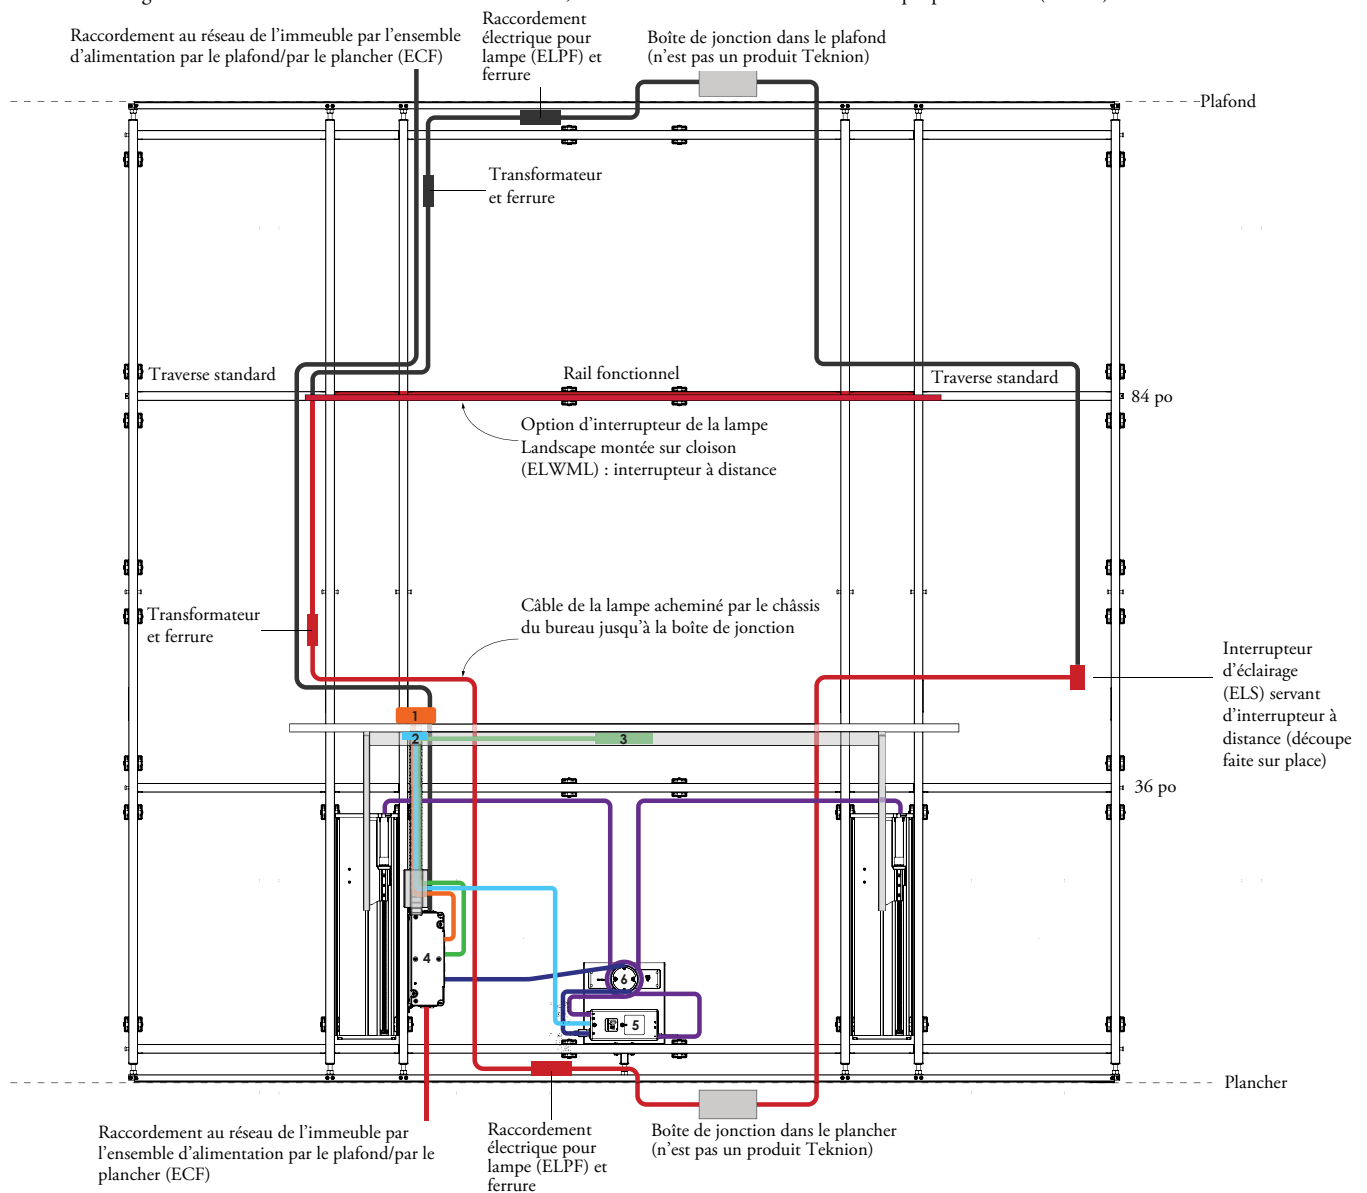 Raccordement au réseau de l'immeuble par l'ensemble
d'alimentation par le plafond/par le plancher (ECF)
Raccordement
électrique pour
lampe (ELPF) et
ferrure
Boîte de jonction dans le plafond
(n'est pas un produit Teknion)
Plafond
Transformateur
et ferrure
Traverse standard
Rail fonctionnel
Traverse standard
84 po
Option d'interrupteur de la lampe
Landscape montée sur cloison
(ELWML) : interrupteur à distance
Transformateur
et ferrure
Câble de la lampe acheminé par le châssis
du bureau jusqu'à la boîte de jonction
Interrupteur
d'éclairage
(ELS) servant
d'interrupteur à
distance (découpe
faite sur place)
1
2
3
36 po
4
6
5
Plancher
Raccordement au réseau de l'immeuble par
l'ensemble d'alimentation par le plafond/par le
plancher (ECF)
Raccordement
électrique pour
lampe (ELPF) et
ferrure
Boîte de jonction dans le plancher
(n'est pas un produit Teknion)